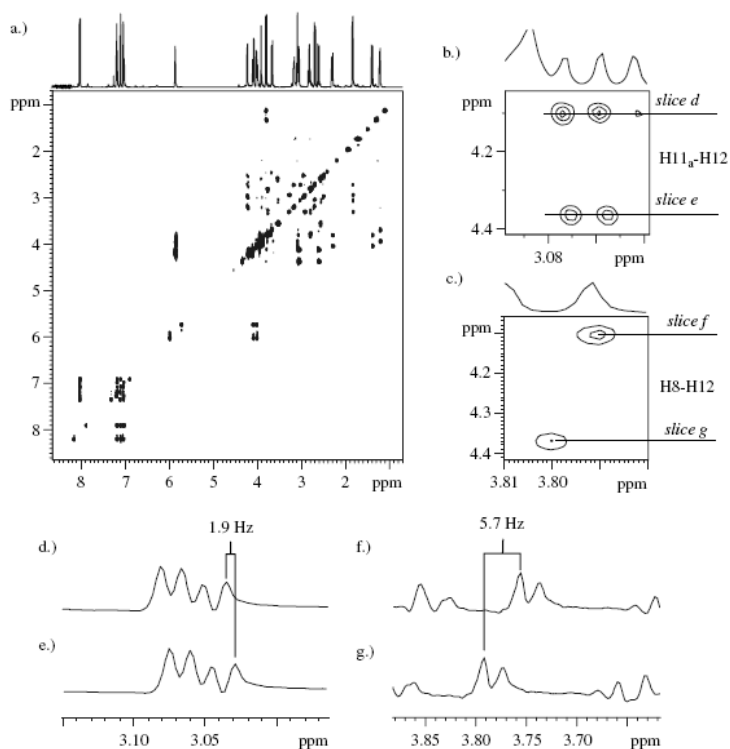 a.)
ppm
2
3
4
5
6
7
8
8 7 6 5 4 3 2 ppm
b.)
ppm
4.2
4.4
3.08 ppm
slice d
H11a-H12
slice e
c.)
ppm
4.2
4.3
4.4
3.81 3.80 ppm
slice f
H8-H12
slice g
1.9 Hz
5.7 Hz
d.)
f.)
e.)
g.)
3.10 3.05 ppm
3.85 3.80 3.75 3.70 ppm